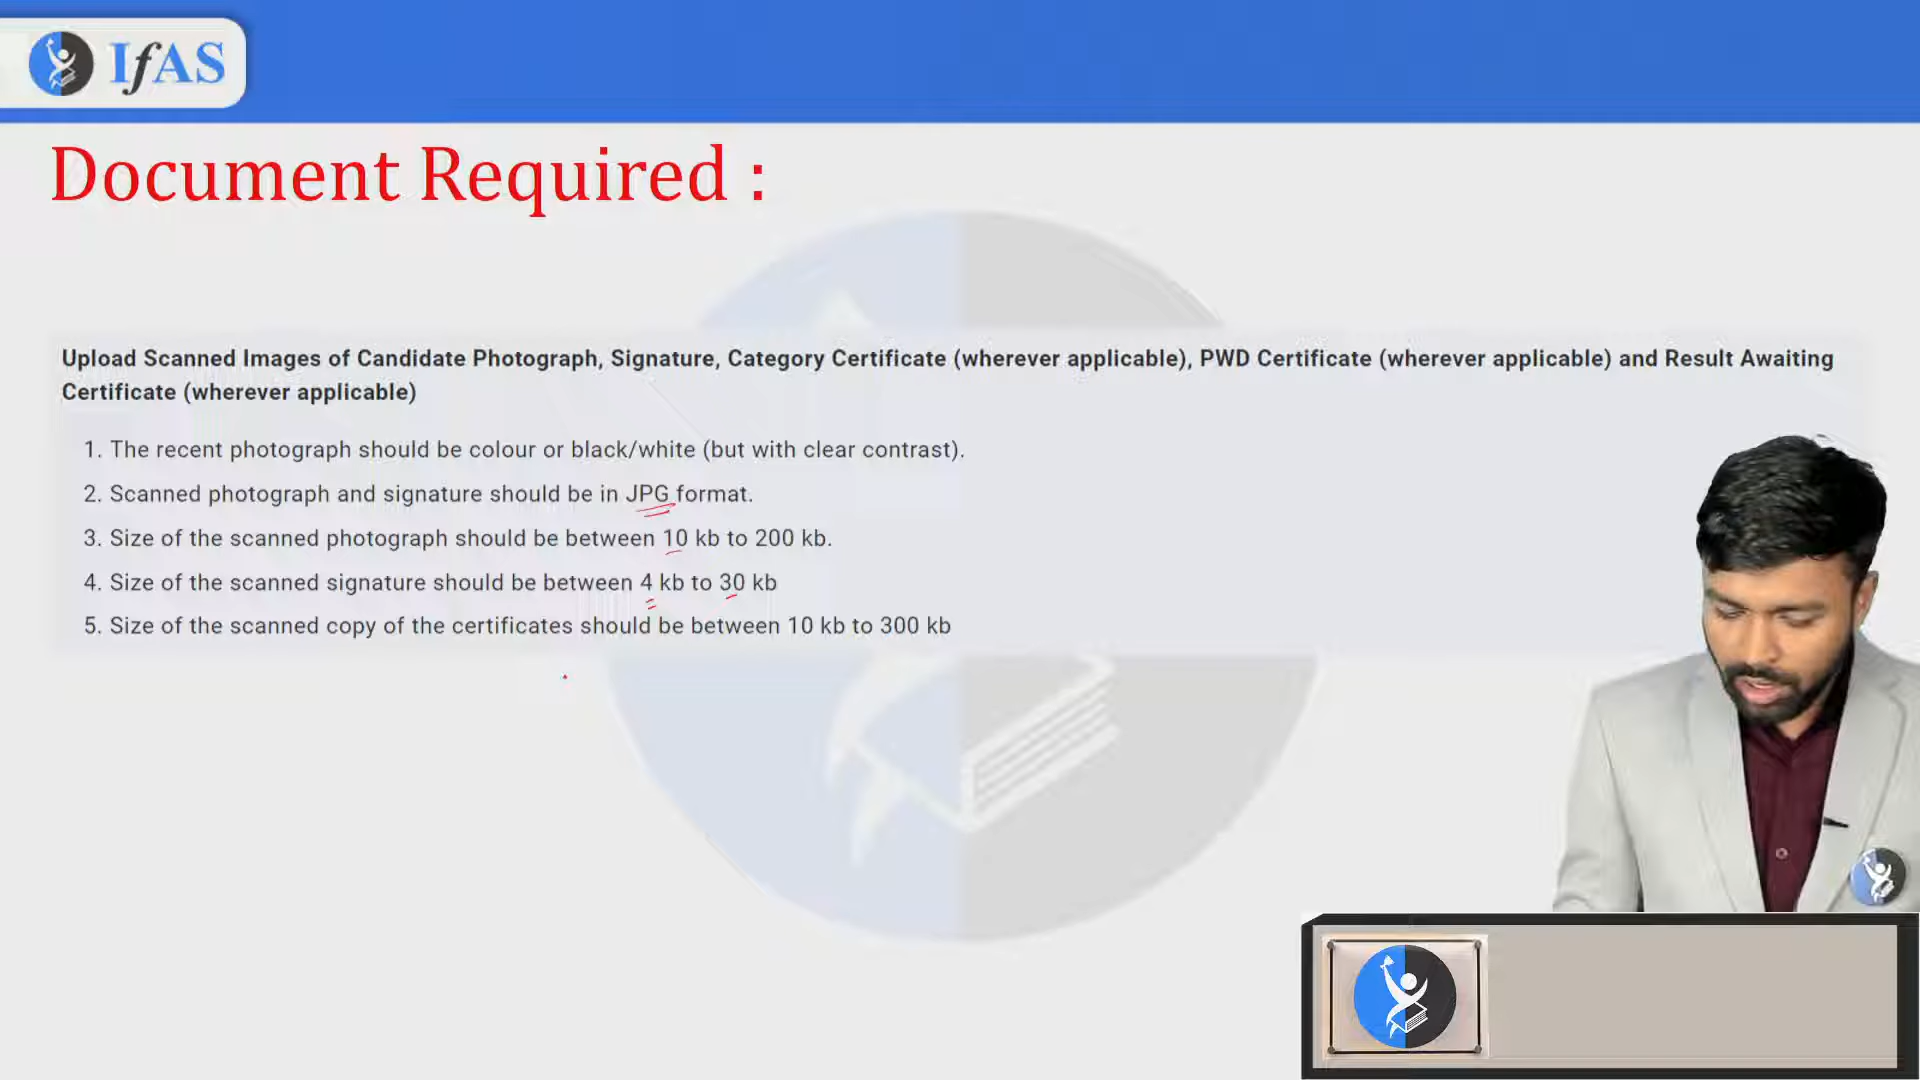 IfAS
Document Required :
Upload Scanned Images of Candidate Photograph, Signature, Category Certificate (wherever applicable), PWD Certificate (wherever applicable) and Result Awaiting
Certificate (wherever applicable)
1. The recent photograph should be colour or black/white (but with clear contrast).
2. Scanned photograph and signature should be in JPG format.
3. Size of the scanned photograph should be between 10 kb to 200 kb.
4. Size of the scanned signature should be between 4 kb to 30 kb
5. Size of the scanned copy of the certificates should be between 10 kb to 300 kb